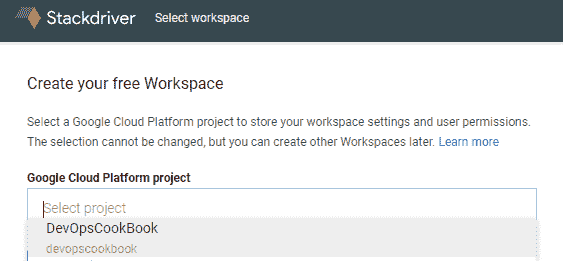 Stackdriver Select workspace
Create your free Workspace
Select a Google Cloud Platform project to store your workspace settings and user permissions.
The selection cannot be changed, but you can create other Workspaces later. Learn more
Google Cloud Platform project
Select project
DevOpsCookBook
devopscookbook